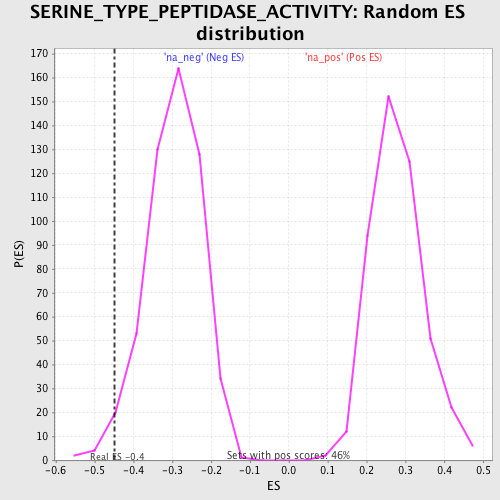 SERINE_TYPE_PEPTIDASE_ACTIVITY: Random ES
distribution
'na_neg' (Neg ES) 'na_pos' (Pos ES)
170
160
150
140
130
120
110
100
90
80
70
60
50
40
30
20
10
0
P(ES)
Real ES -0.4 Sets with pos scores: 46%
-0.6 -0.5 -0.4 -0.3 -0.2 -0.1 0.0 0.1 0.2 0.3 0.4 0.5
ES